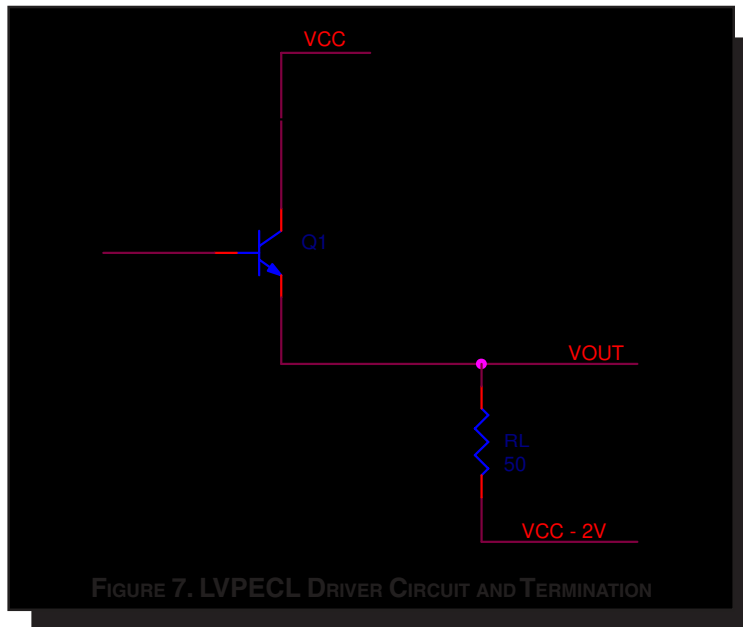 VCC
Q1
VOUT
RL
50
VCC - 2V
FIGURE 7. LVPECL DRIVER CIRCUIT AND TERMINATION